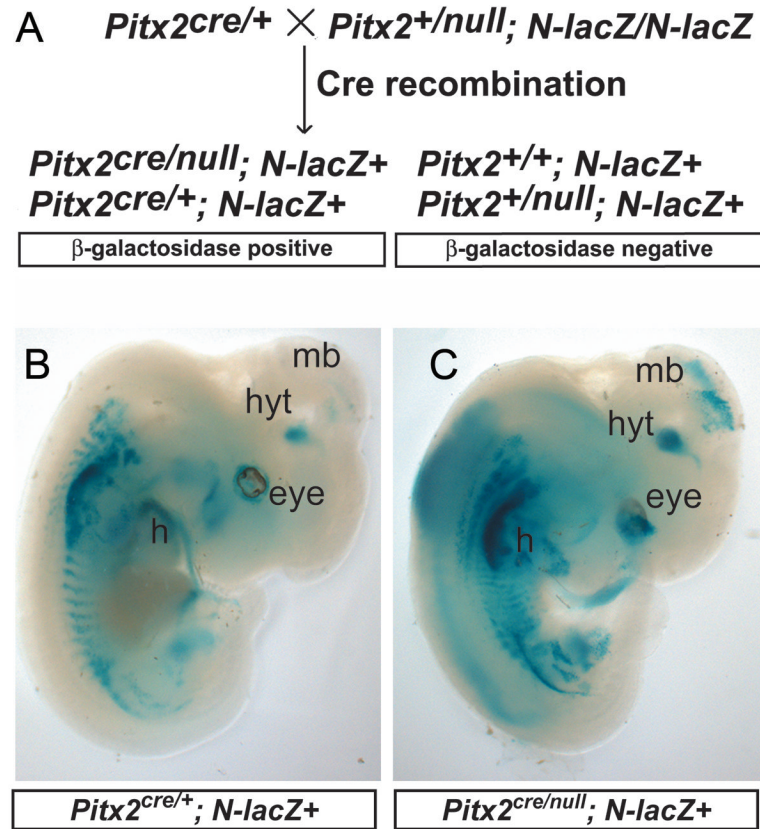 A Pitx2cre/+ × Pitx2+/null; N-lacZ/N-lacZ
Cre recombination
Pitx2cre/null; N-lacZ+ Pitx2+/+; N-lacZ+
Pitx2cre/+; N-lacZ+ Pitx2+/null; N-lacZ+
β-galactosidase positive β-galactosidase negative
B mb
hyt
eye
h
C mb
hyt
eye
h
Pitx2cre/+; N-lacZ+ Pitx2cre/null; N-lacZ+